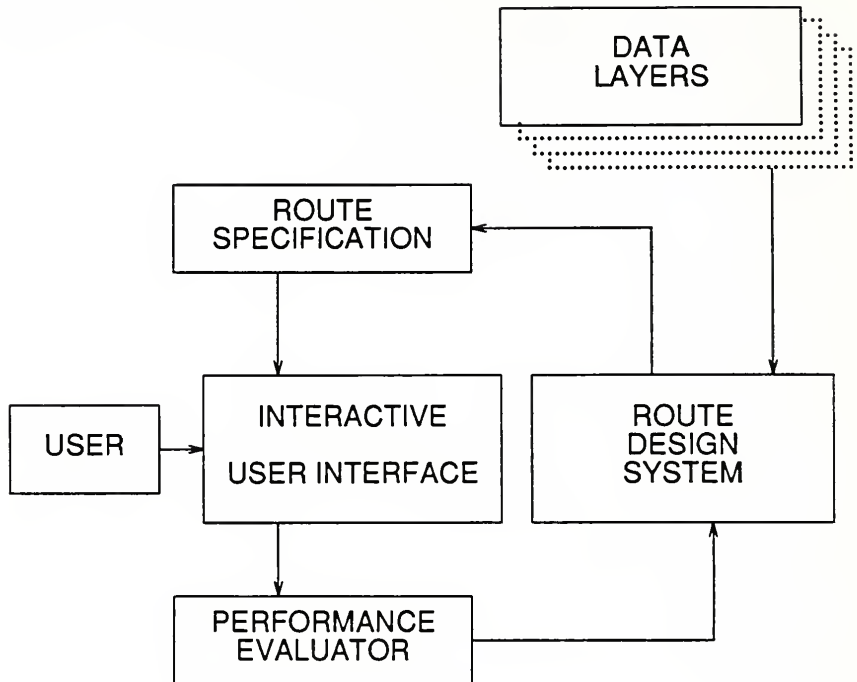 DATA
LAYERS
ROUTE
SPECIFICATION
USER
INTERACTIVE
USER INTERFACE
ROUTE
DESIGN
SYSTEM
PERFORMANCE
EVALUATOR